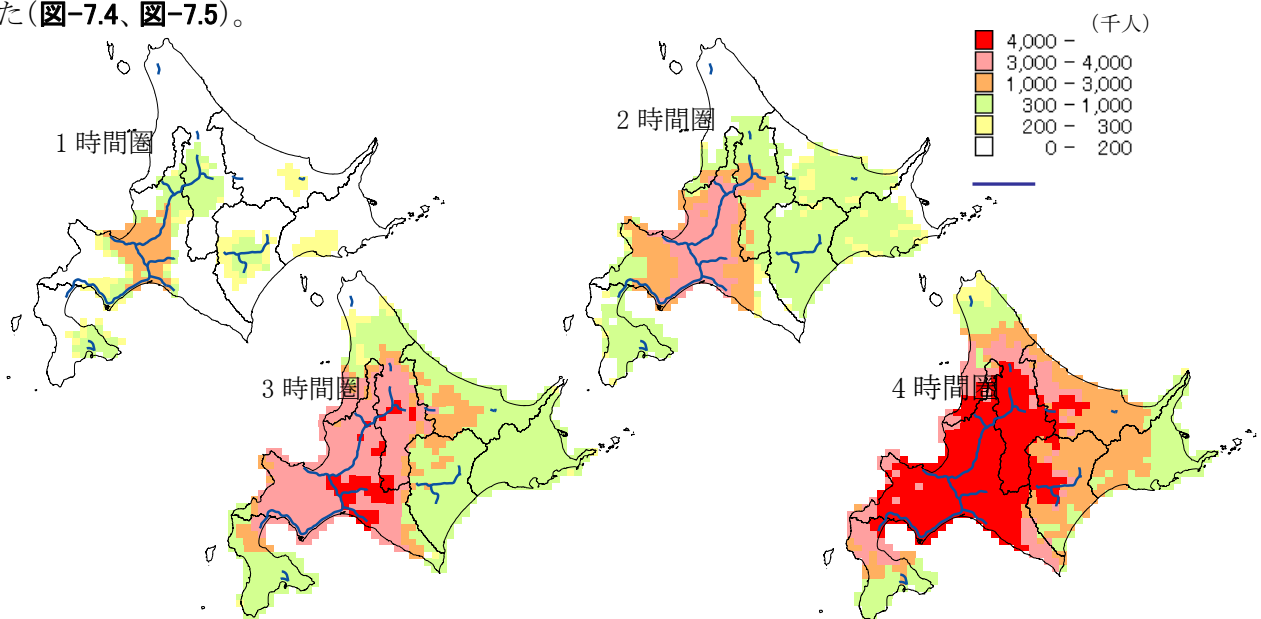 た(図-7.4、図-7.5)。
(千人)
4,000 -
3,000 - 4,000
1,000 - 3,000
300 - 1,000
200 - 300
0 - 200
1時間圏
2時間圏
3時間圏
4時間圏